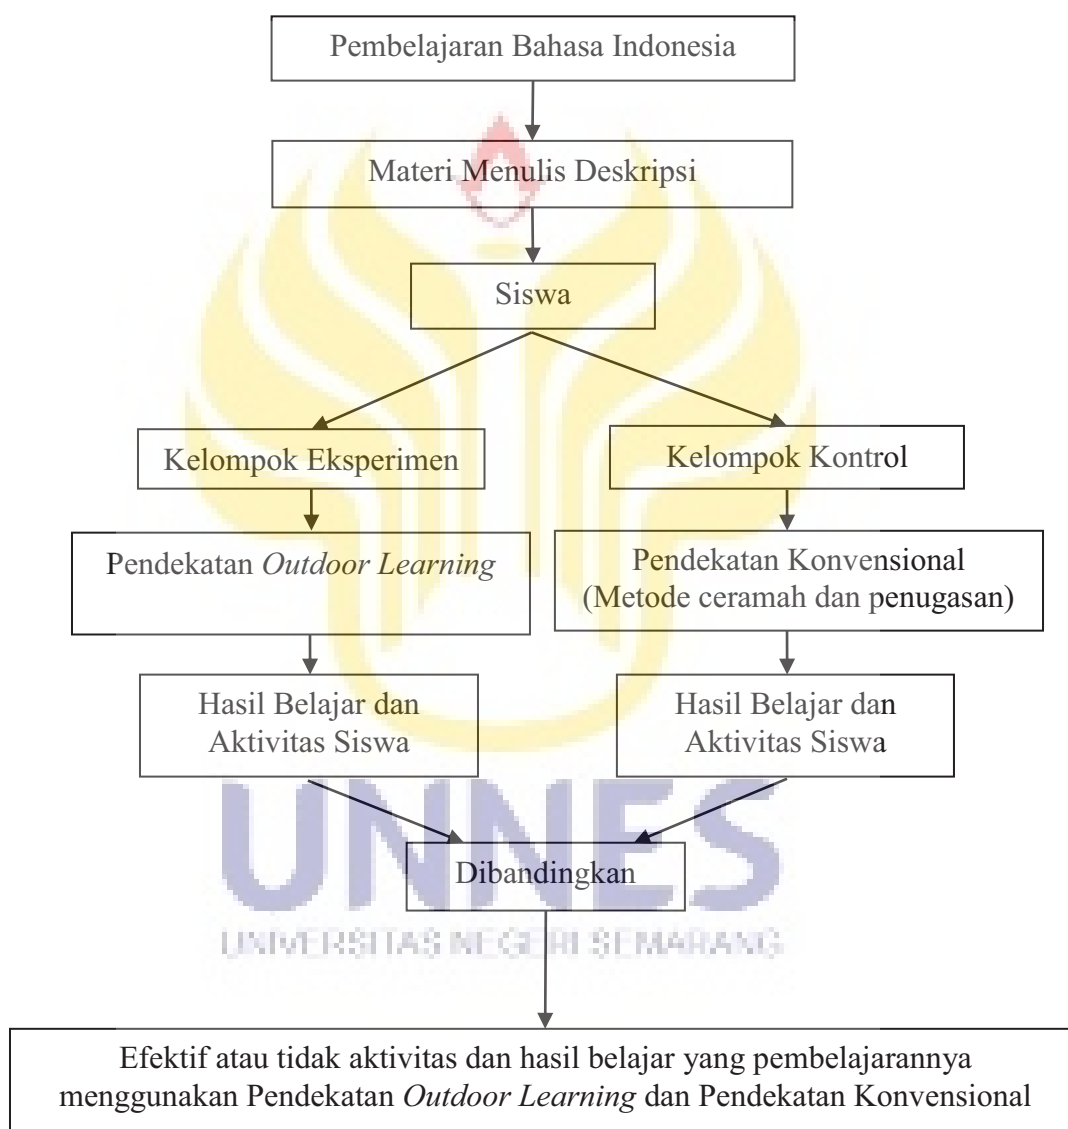 Pembelajaran Bahasa Indonesia
Materi Menulis Deskripsi
Siswa
Kelompok Eksperimen
Kelompok Kontrol
Pendekatan Outdoor Learning
Pendekatan Konvensional
(Metode ceramah dan penugasan)
Hasil Belajar dan
Aktivitas Siswa
Hasil Belajar dan
Aktivitas Siswa
UNNES
Dibandingkan
UNIVERSITAS NEGERI SEMARANG
Efektif atau tidak aktivitas dan hasil belajar yang pembelajarannya
menggunakan Pendekatan Outdoor Learning dan Pendekatan Konvensional